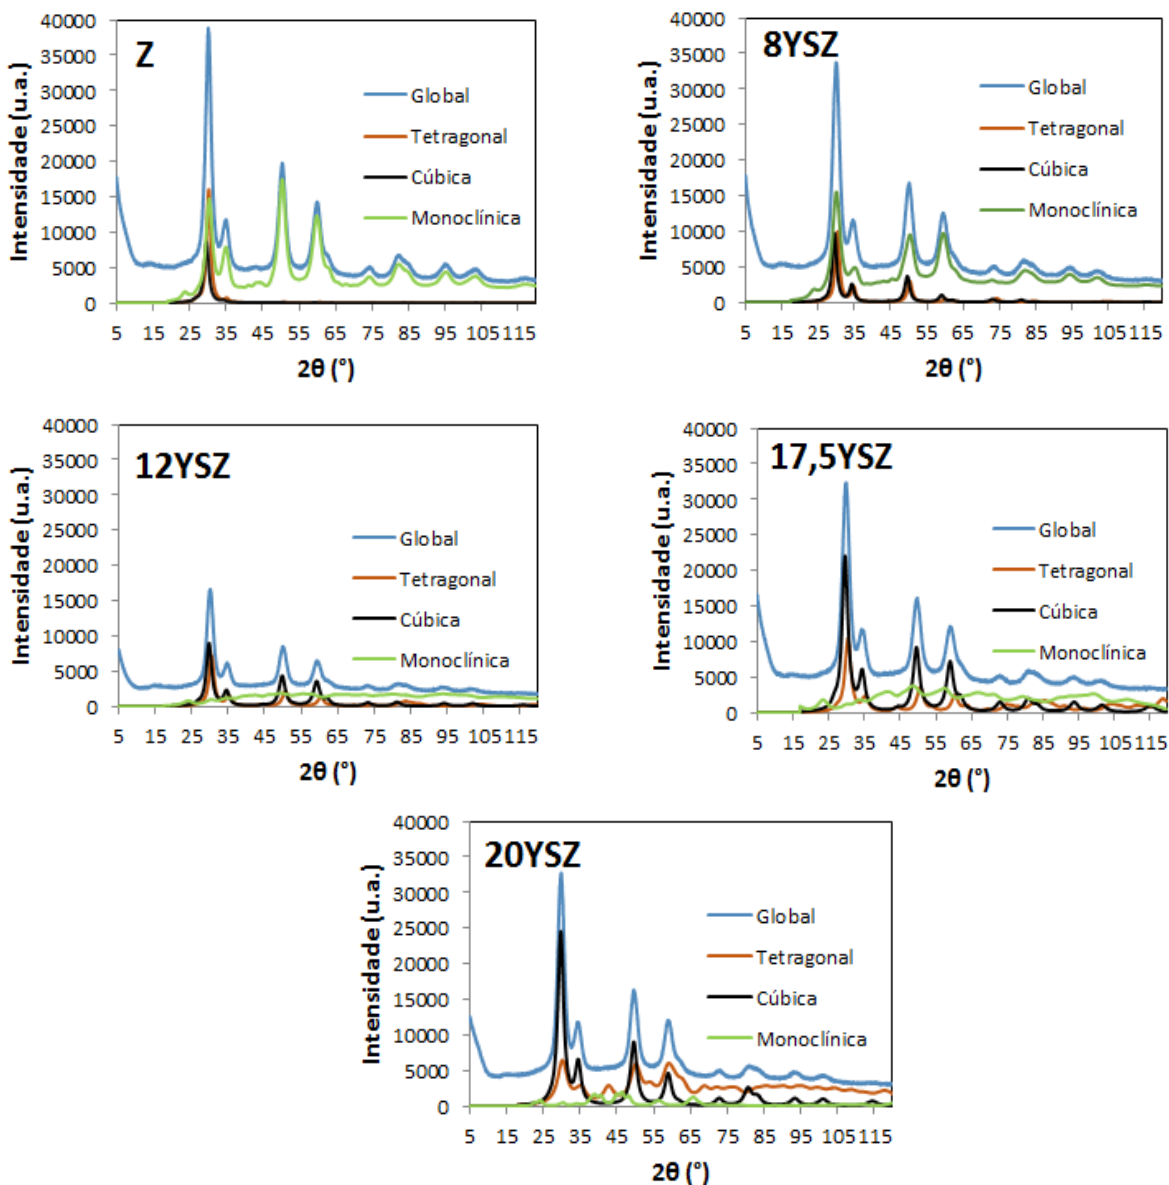 Z
Intensidade (u.a.)
40000
35000
30000
25000
20000
15000
10000
5000
0
Global
Tetragonal
Cúbica
Monoclínica
5 15 25 35 45 55 65 75 85 95 105 115
2θ (°)
8YSZ
Intensidade (u.a.)
40000
35000
30000
25000
20000
15000
10000
5000
0
Global
Tetragonal
Cúbica
Monoclínica
5 15 25 35 45 55 65 75 85 95 105 115
2θ (°)
12YSZ
Intensidade (u.a.)
40000
35000
30000
25000
20000
15000
10000
5000
0
Global
Tetragonal
Cúbica
Monoclínica
5 15 25 35 45 55 65 75 85 95 105 115
2θ (°)
17,5YSZ
Intensidade (u.a.)
40000
35000
30000
25000
20000
15000
10000
5000
0
Global
Tetragonal
Cúbica
Monoclínica
5 15 25 35 45 55 65 75 85 95 105 115
2θ (°)
20YSZ
Intensidade (u.a.)
40000
35000
30000
25000
20000
15000
10000
5000
0
Global
Tetragonal
Cúbica
Monoclínica
5 15 25 35 45 55 65 75 85 95 105 115
2θ (°)